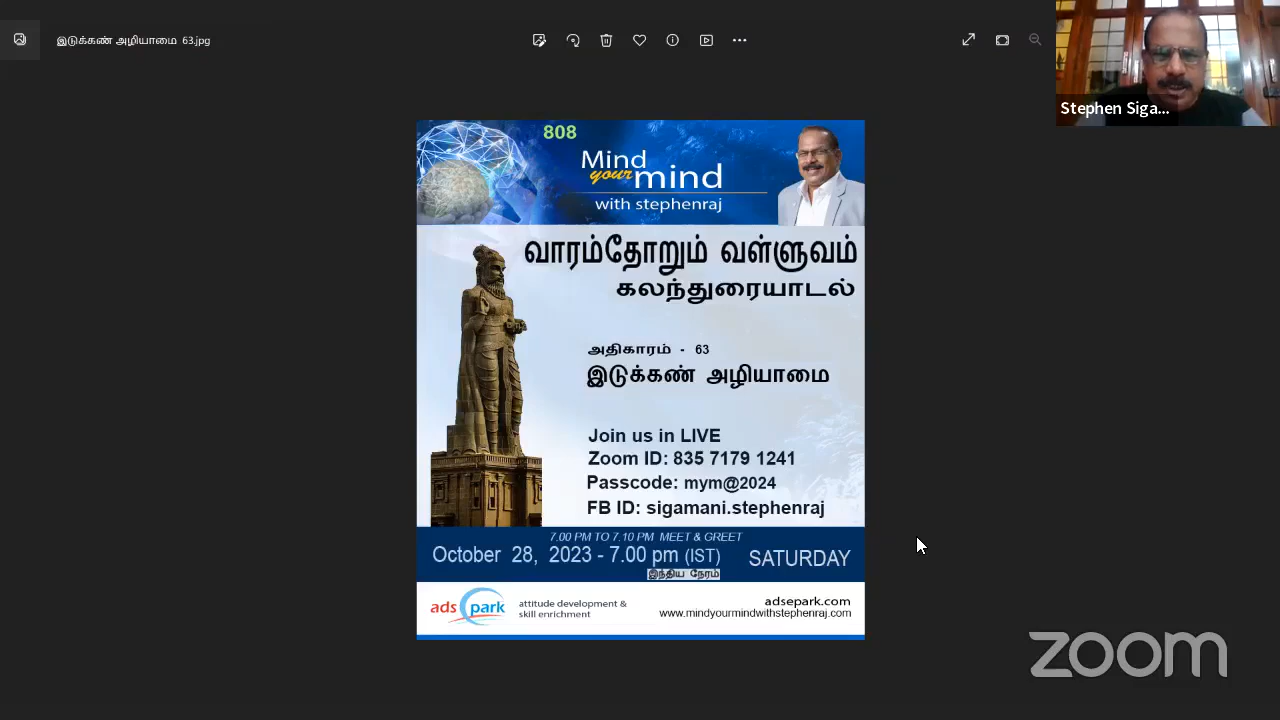 இடுக்கண் அழியாமை 63.jpg
Stephen Siga...
808
Mind
your mind
with stephenraj
வாரம்தோறும் வள்ளுவம்
கலந்துரையாடல்
அதிகாரம் - 63
இடுக்கண் அழியாமை
Join us in LIVE
Zoom ID: 835 7179 1241
Passcode: mym@2024
FB ID: sigamani.stephenraj
7.00 PM TO 7.10 PM MEET & GREET
October 28, 2023 - 7.00 pm (IST) SATURDAY
இந்திய நேரம்
ads epark
attitude development &
skill enrichment
adsepark.com
www.mindyourmindwithstephenraj.com
zoom